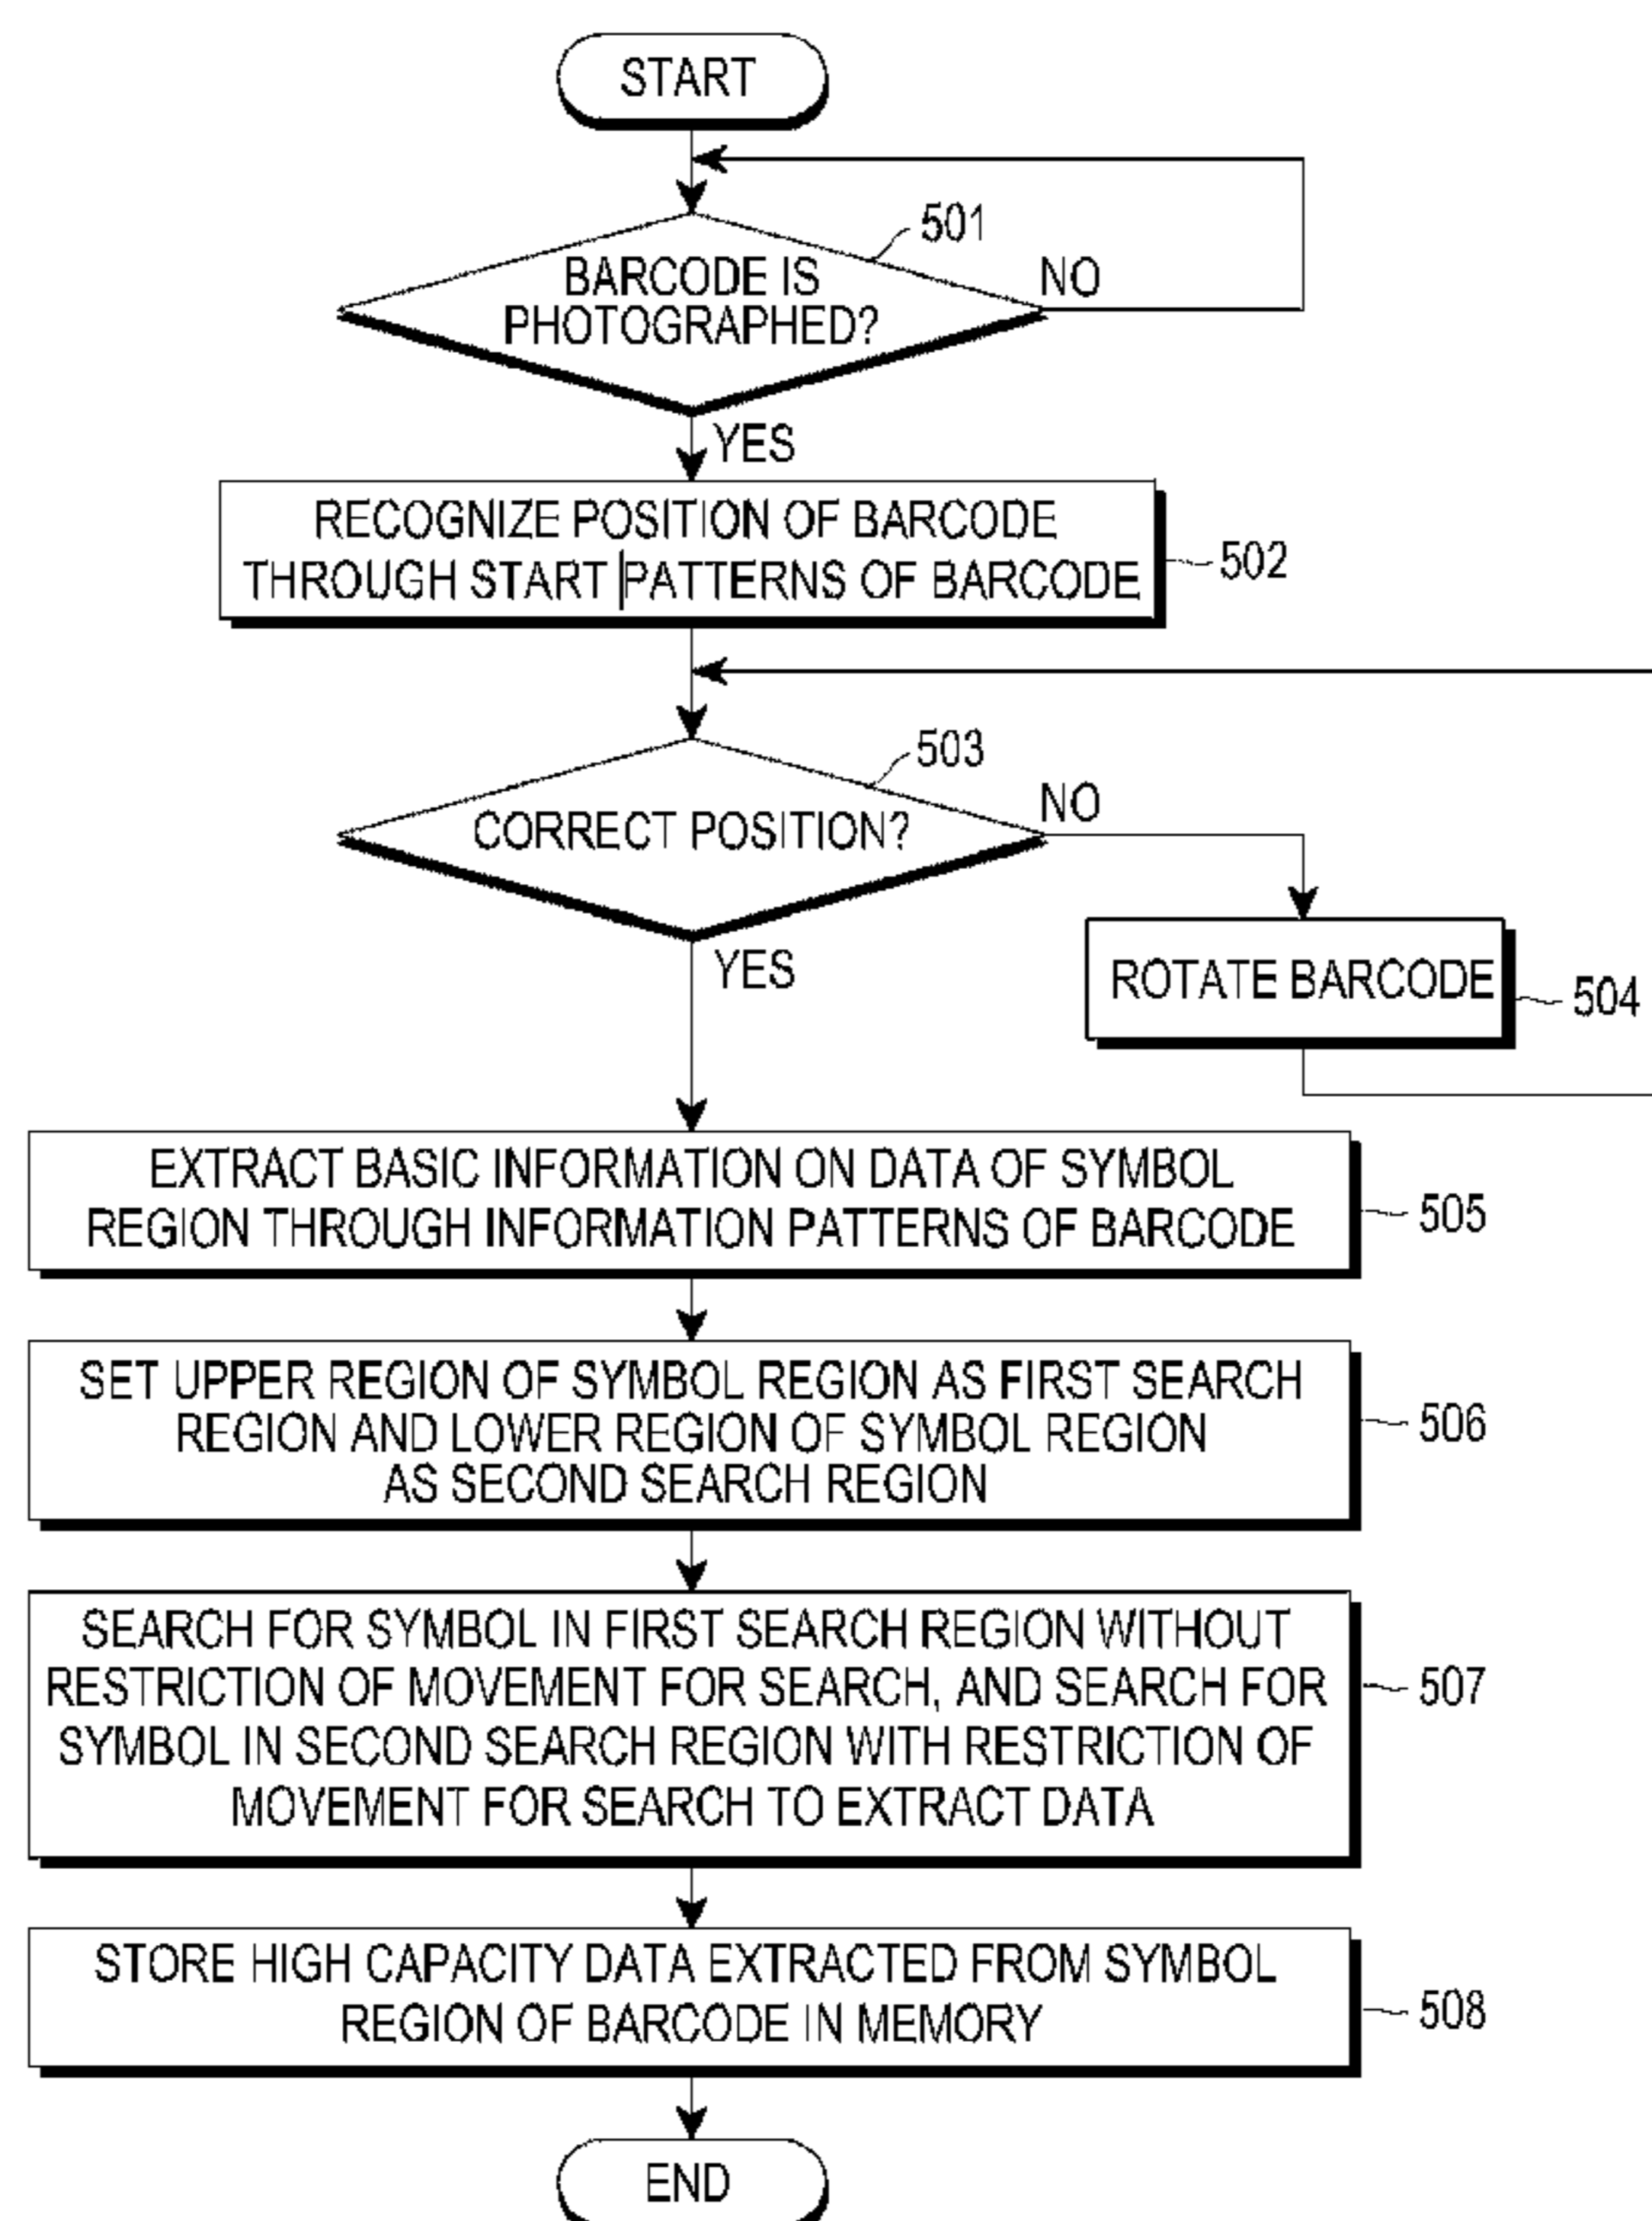 START
501
BARCODE IS
PHOTOGRAPHED?
NO
YES
RECOGNIZE POSITION OF BARCODE
THROUGH START PATTERNS OF BARCODE
502
503
CORRECT POSITION?
NO
YES
ROTATE BARCODE
504
EXTRACT BASIC INFORMATION ON DATA OF SYMBOL
REGION THROUGH INFORMATION PATTERNS OF BARCODE
505
SET UPPER REGION OF SYMBOL REGION AS FIRST SEARCH
REGION AND LOWER REGION OF SYMBOL REGION
AS SECOND SEARCH REGION
506
SEARCH FOR SYMBOL IN FIRST SEARCH REGION WITHOUT
RESTRICTION OF MOVEMENT FOR SEARCH, AND SEARCH FOR
SYMBOL IN SECOND SEARCH REGION WITH RESTRICTION OF
MOVEMENT FOR SEARCH TO EXTRACT DATA
507
STORE HIGH CAPACITY DATA EXTRACTED FROM SYMBOL
REGION OF BARCODE IN MEMORY
508
END